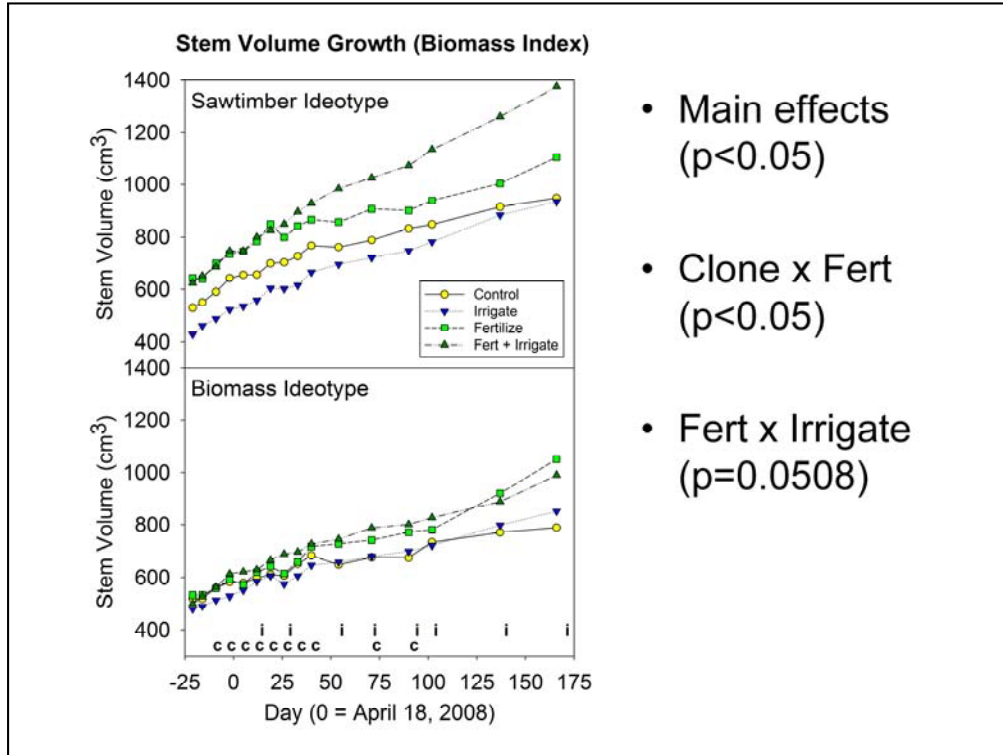 Stem Volume Growth (Biomass Index)
1400
1200
1000
800
600
400
Stem Volume (cm3)
Sawtimber Ideotype
Control
Irrigate
Fertilize
Fert + Irrigate
1400
1200
1000
800
600
400
Stem Volume (cm3)
Biomass Ideotype
i i i i i i i i
c c c c c c c c c c
-25 0 25 50 75 100 125 150 175
Day (0 = April 18, 2008)
• Main effects
(p<0.05)
• Clone x Fert
(p<0.05)
• Fert x Irrigate
(p=0.0508)